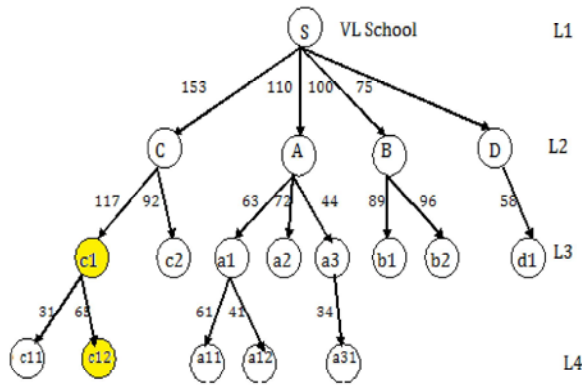 S VL School L1
153 110 100 75
C A B D L2
117 92 63 72 44 89 96 58
c1 c2 a1 a2 a3 b1 b2 d1 L3
31 61 41 34
c11 c12 a11 a12 a31 L4